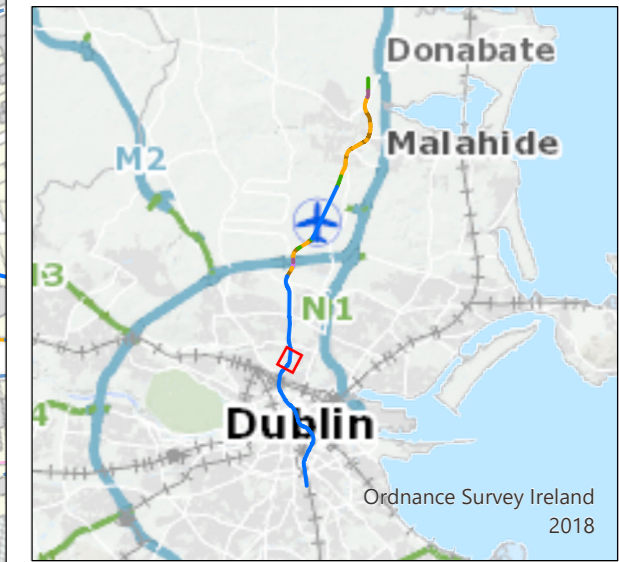 Donabate
M2
Malahide
N1
Dublin
Ordnance Survey Ireland
2018